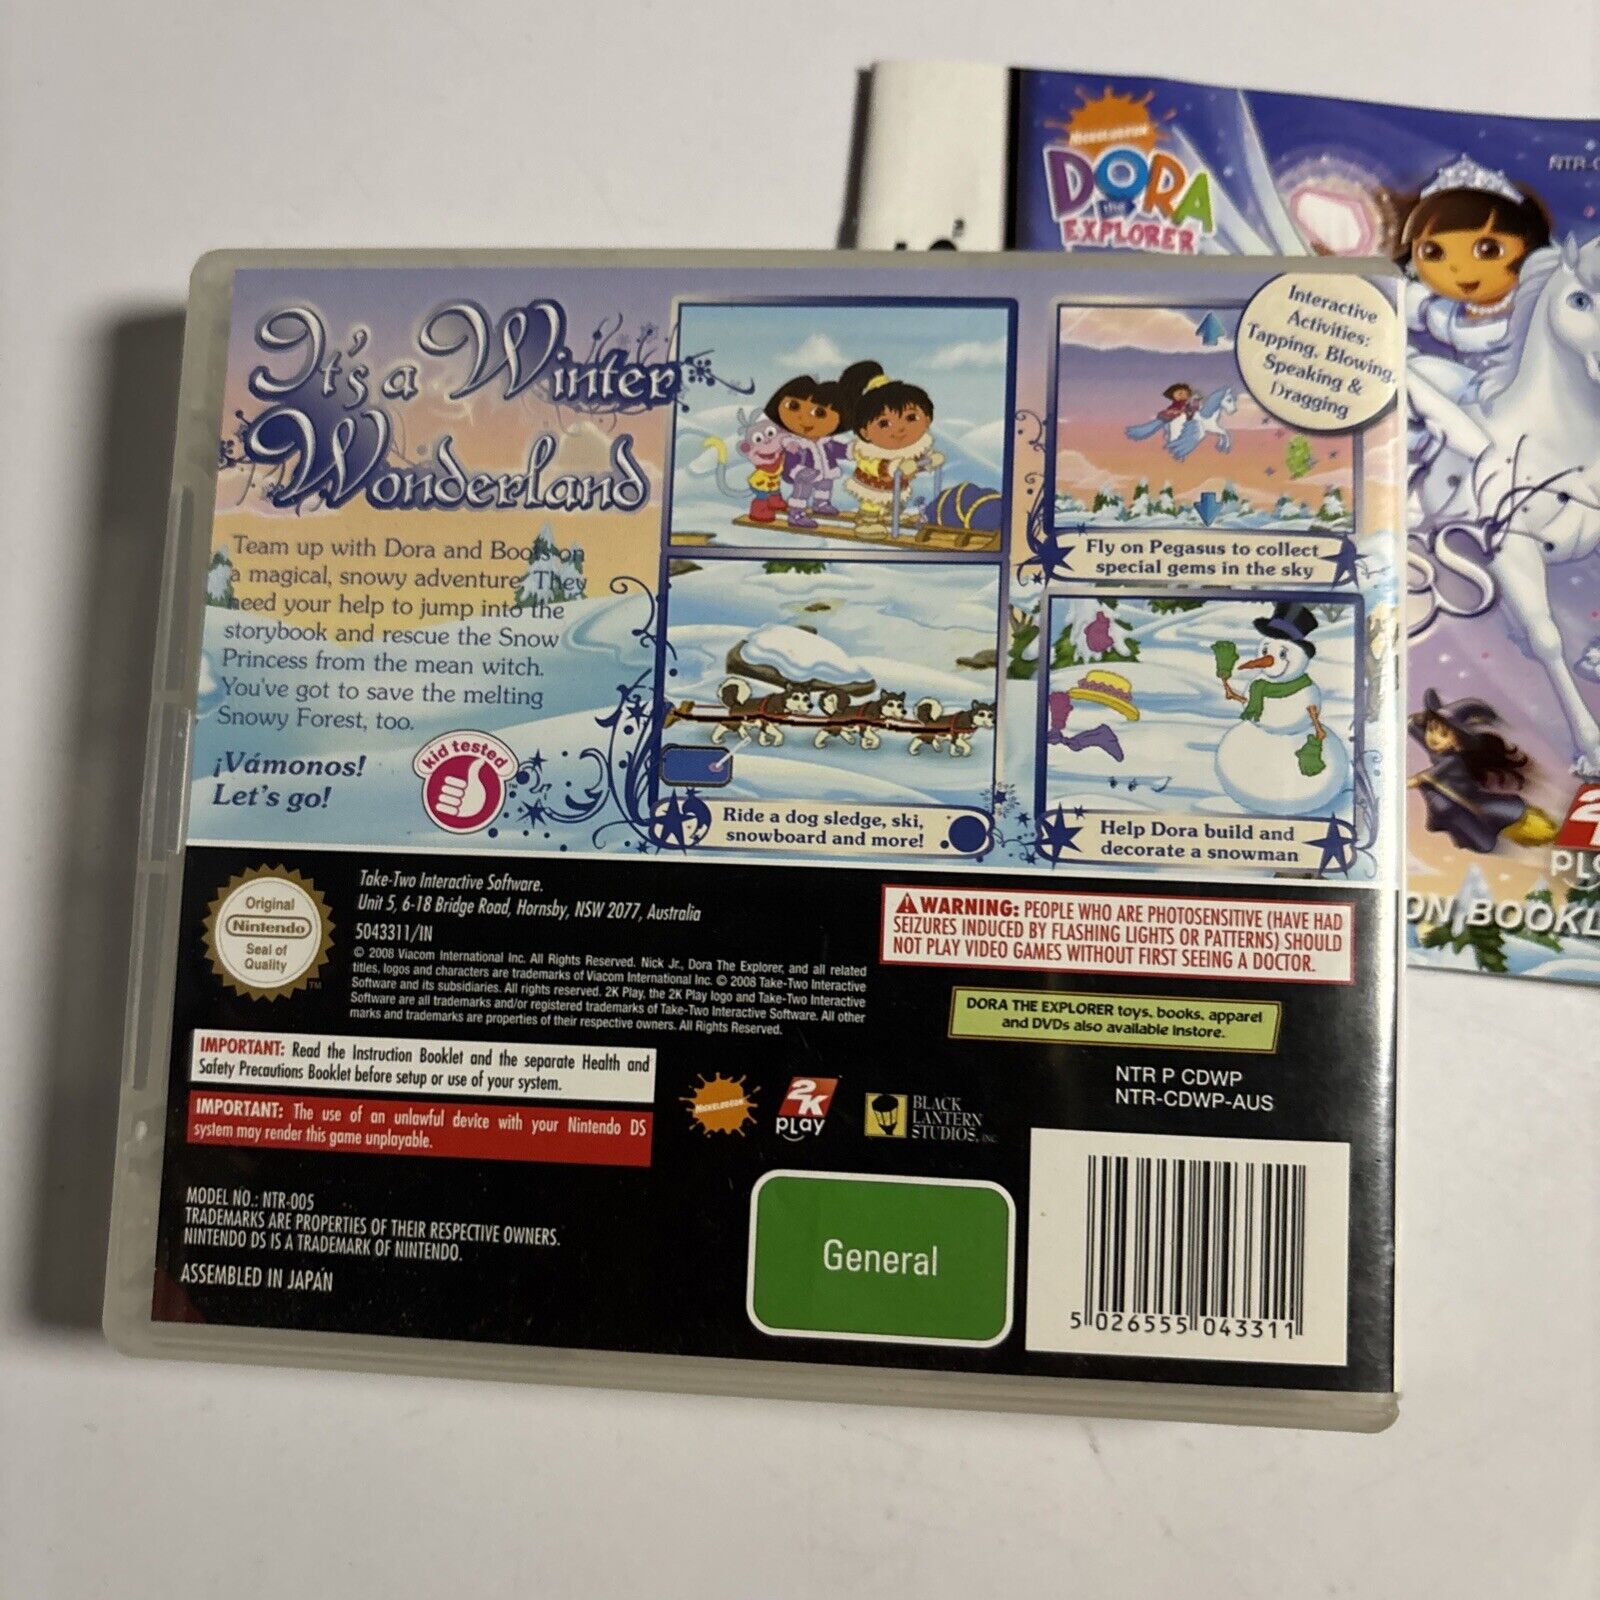 It's a Winter
Wonderland
Team up with Dora and Boots on
a magical, snowy adventure. They
need your help to jump into the
storybook and rescue the Snow
Princess from the mean witch.
You've got to save the melting
Snowy Forest, too.
¡Vámonos!
Let's go!
kid tested
TM
Interactive
Activities:
Tapping, Blowing,
Speaking &
Dragging
Fly on Pegasus to collect
special gems in the sky
Ride a dog sledge, ski,
snowboard and more!
Help Dora build and
decorate a snowman
Original
Nintendo
Seal of
Quality
TM
Take-Two Interactive Software.
Unit 5, 6-18 Bridge Road, Hornsby, NSW 2077, Australia
5043311/IN
© 2008 Viacom International Inc. All Rights Reserved. Nick Jr., Dora The Explorer, and all related
titles, logos and characters are trademarks of Viacom International Inc. © 2008 Take-Two Interactive
Software and its subsidiaries. All rights reserved. 2K Play, the 2K Play logo and Take-Two Interactive
Software are all trademarks and/or registered trademarks of Take-Two Interactive Software. All other
marks and trademarks are properties of their respective owners. All Rights Reserved.
WARNING: PEOPLE WHO ARE PHOTOSENSITIVE (HAVE HAD
SEIZURES INDUCED BY FLASHING LIGHTS OR PATTERNS) SHOULD
NOT PLAY VIDEO GAMES WITHOUT FIRST SEEING A DOCTOR.
DORA THE EXPLORER toys, books, apparel
and DVDs also available instore.
IMPORTANT: Read the Instruction Booklet and the separate Health and
Safety Precautions Booklet before setup or use of your system.
IMPORTANT: The use of an unlawful device with your Nintendo DS
system may render this game unplayable.
NICKELODEON
2K
PLAY
BLACK
LANTERN
STUDIOS, INC.
NTR P CDWP
NTR-CDWP-AUS
MODEL NO.: NTR-005
TRADEMARKS ARE PROPERTIES OF THEIR RESPECTIVE OWNERS.
NINTENDO DS IS A TRADEMARK OF NINTENDO.
ASSEMBLED IN JAPAN
General
5 026555 043311
NICKELODEON
DORA
the
EXPLORER
NTR-C
GS
2K
PL
ON BOOKL